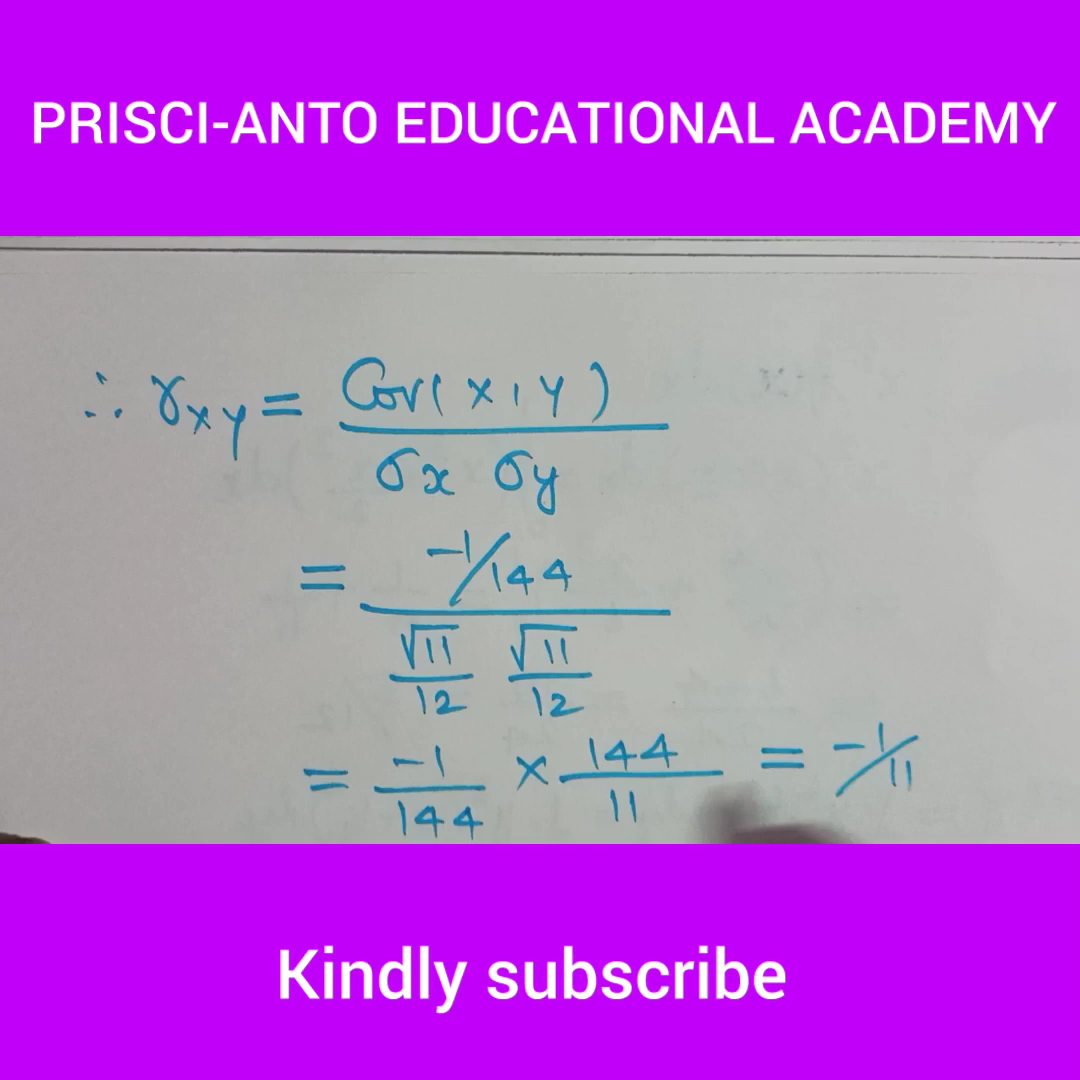 PRISCI-ANTO EDUCATIONAL ACADEMY
∴ γxy = Cov(x,y) / σx σy
= -1/144 / √11/12 √11/12
= -1/144 × 144/11 = -1/11
Kindly subscribe